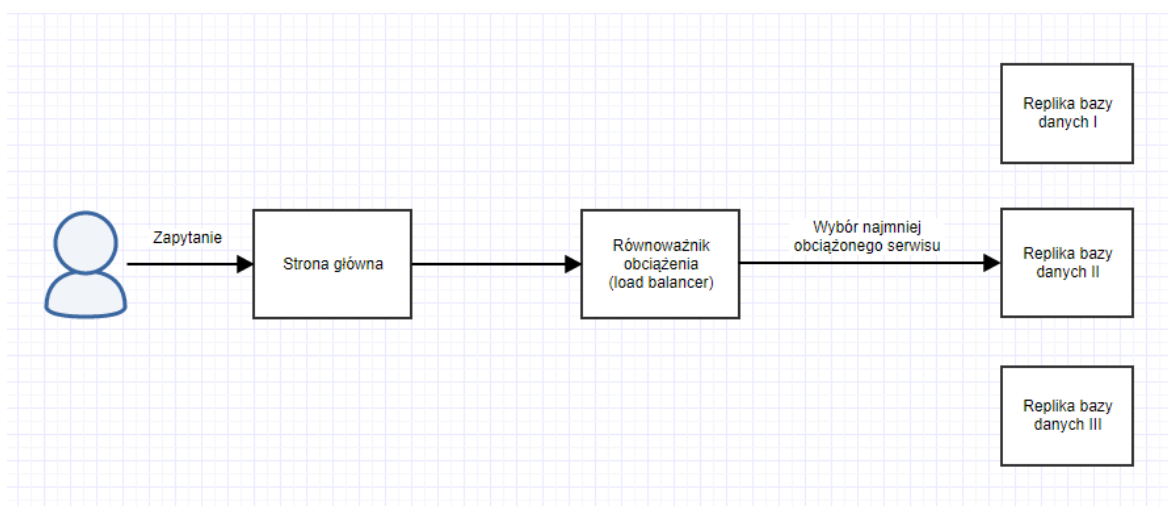 Zapytanie
Strona główna
Równoważnik
obciążenia
(load balancer)
Wybór najmniej
obciążonego serwisu
Replika bazy
danych I
Replika bazy
danych II
Replika bazy
danych III